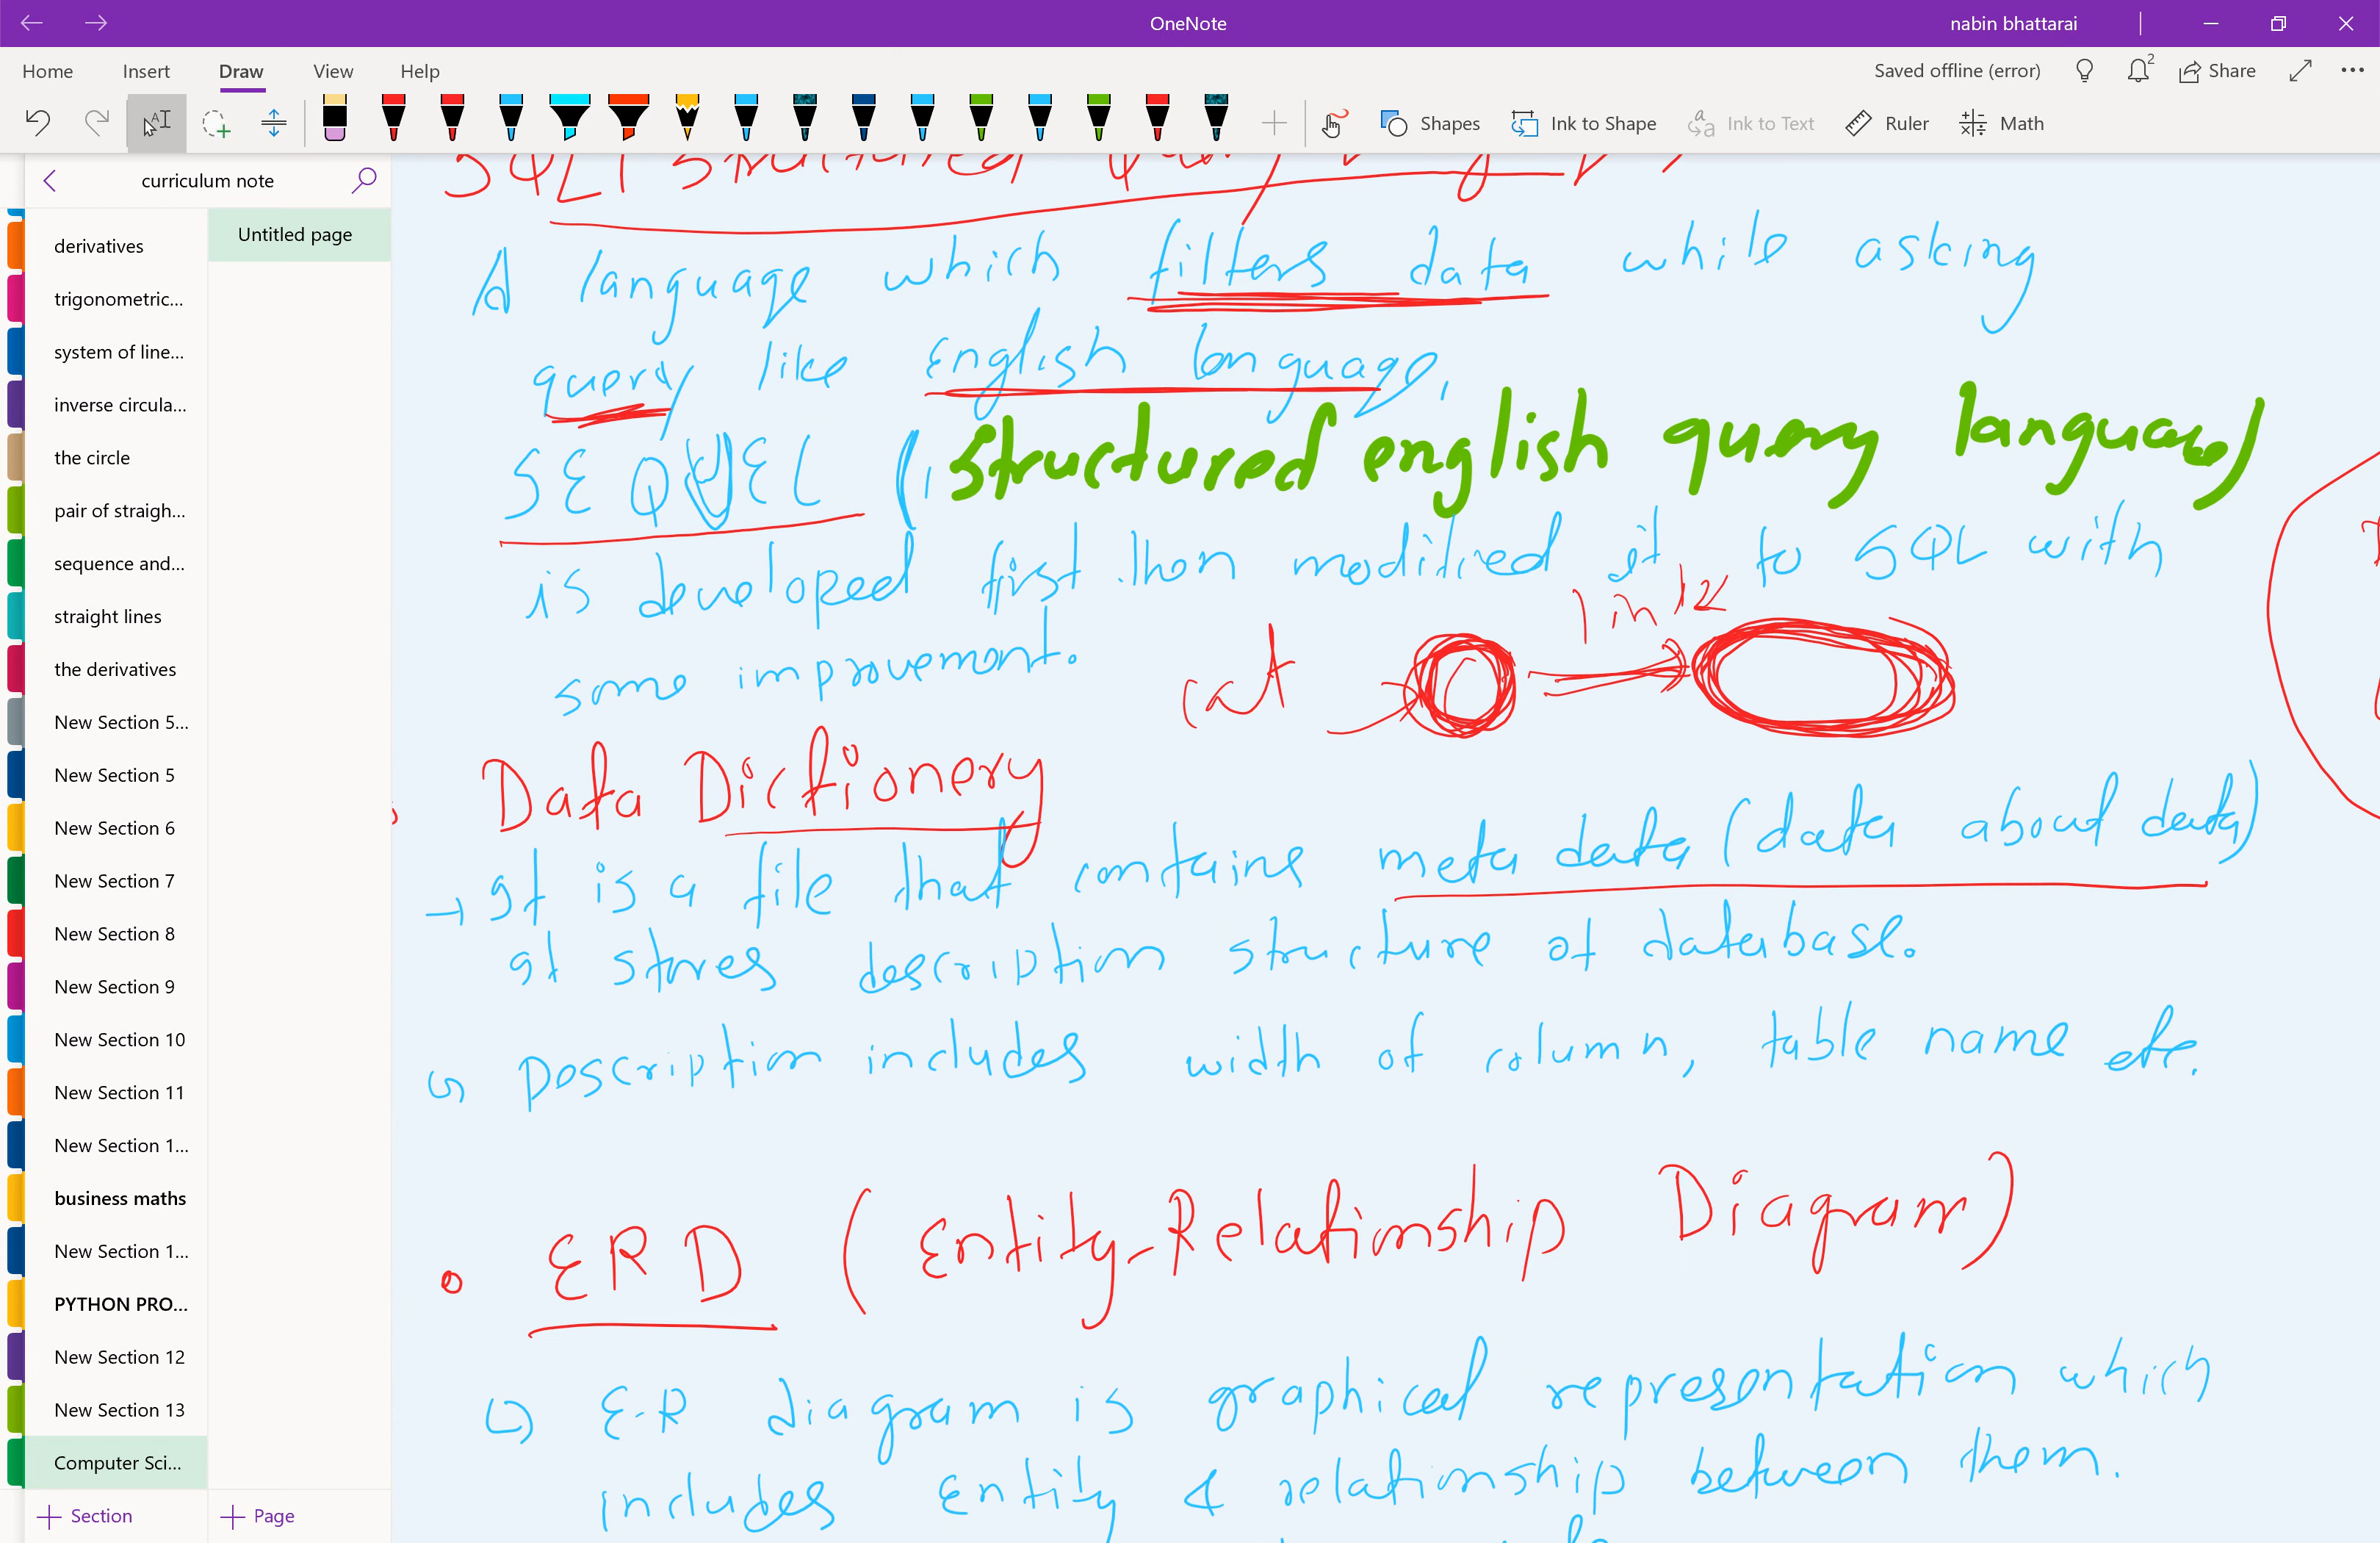 OneNote
nabin bhattarai
Home Insert Draw View Help
Saved offline (error) 2 Share
Shapes Ink to Shape Ink to Text Ruler Math
curriculum note
Untitled page
derivatives
trigonometric...
system of line...
inverse circula...
the circle
pair of straigh...
sequence and...
straight lines
the derivatives
New Section 5...
New Section 5
New Section 6
New Section 7
New Section 8
New Section 9
New Section 10
New Section 11
New Section 1...
business maths
New Section 1...
PYTHON PRO...
New Section 12
New Section 13
Computer Sci...
Section
Page
A language which filters data while asking
query like English language.
SEQUEL (structured english query language)
is developed first then modified it to SQL with
some improvement.
cat link
Data Dictionery
→ It is a file that contains meta data (data about data)
It stores description structure of database.
↳ Description includes width of column, table name etc.
• ERD (Entity-Relationship Diagram)
↳ E-R diagram is graphical representation which
includes Entity & relationship between them.